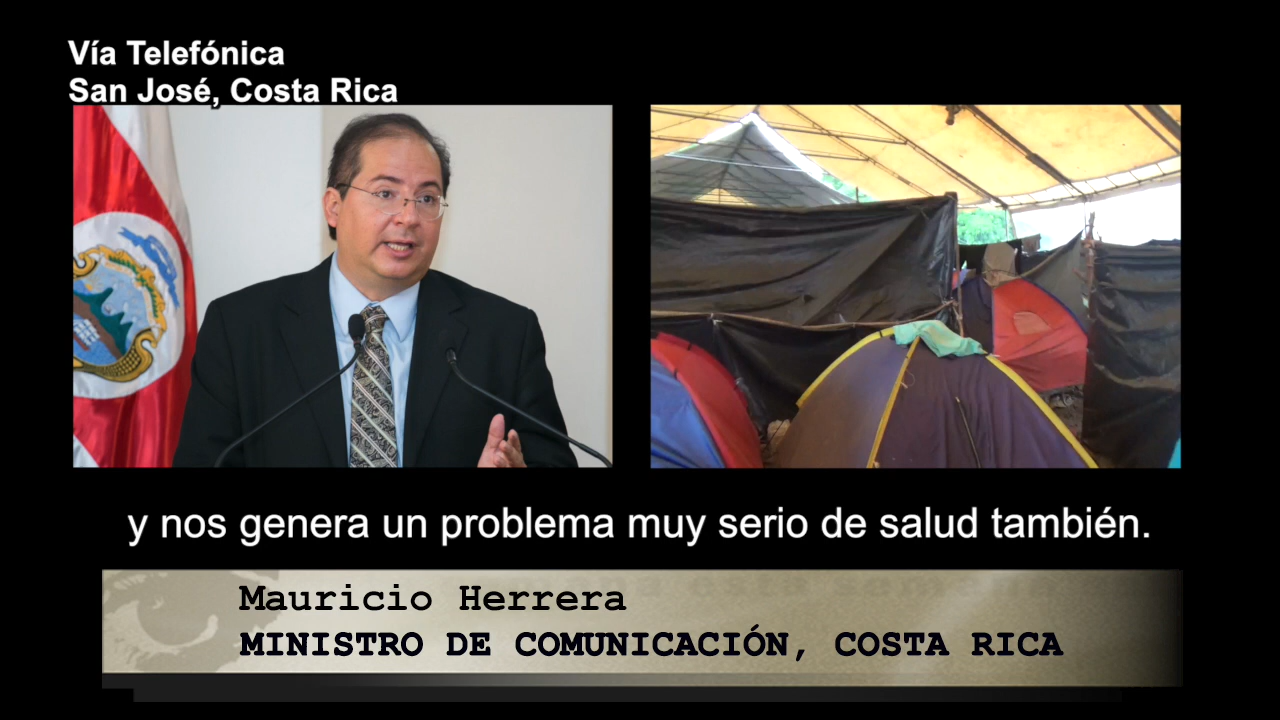 Vía Telefónica
San José, Costa Rica
y nos genera un problema muy serio de salud también.
Mauricio Herrera
MINISTRO DE COMUNICACIÓN, COSTA RICA